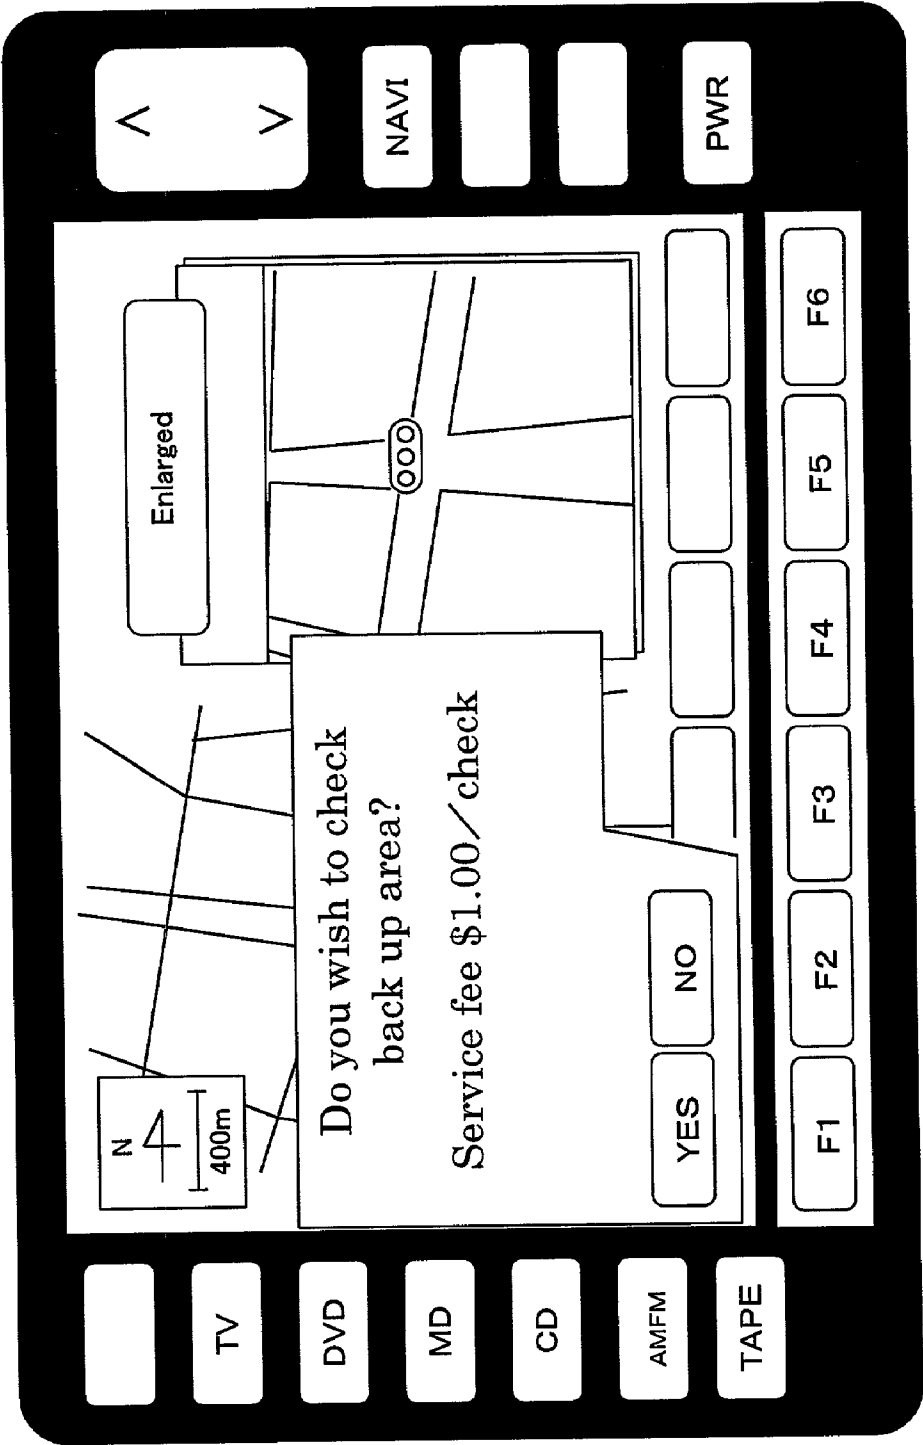 TV
DVD
MD
CD
AMFM
TAPE
N
400m
Enlarged
Do you wish to check
back up area?
Service fee $1.00/check
YES
NO
F1
F2
F3
F4
F5
F6
< >
NAVI
PWR